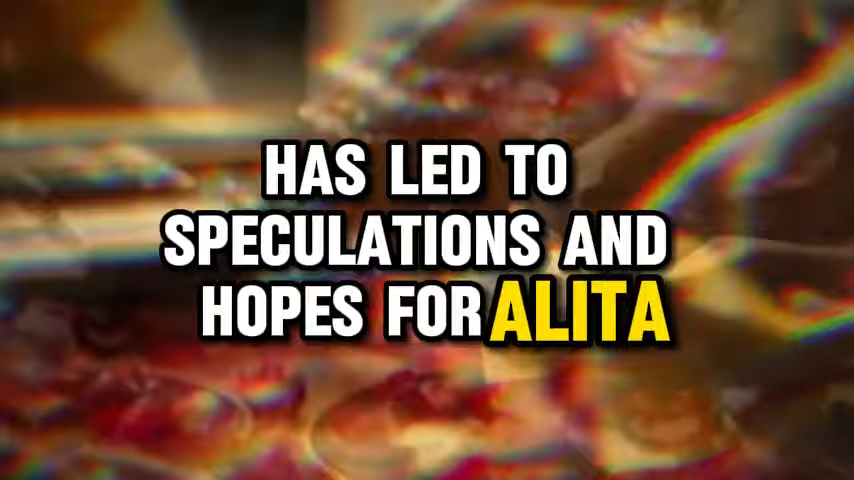 HAS LED TO
SPECULATIONS AND
HOPES FOR ALITA